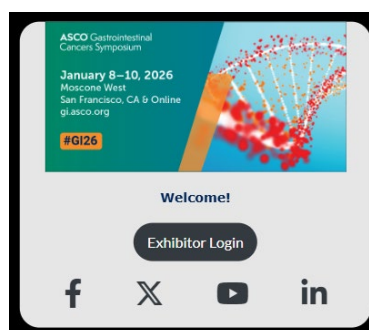 ASCO Gastrointestinal
Cancers Symposium
January 8–10, 2026
Moscone West
San Francisco, CA & Online
gi.asco.org
#GI26
Welcome!
Exhibitor Login